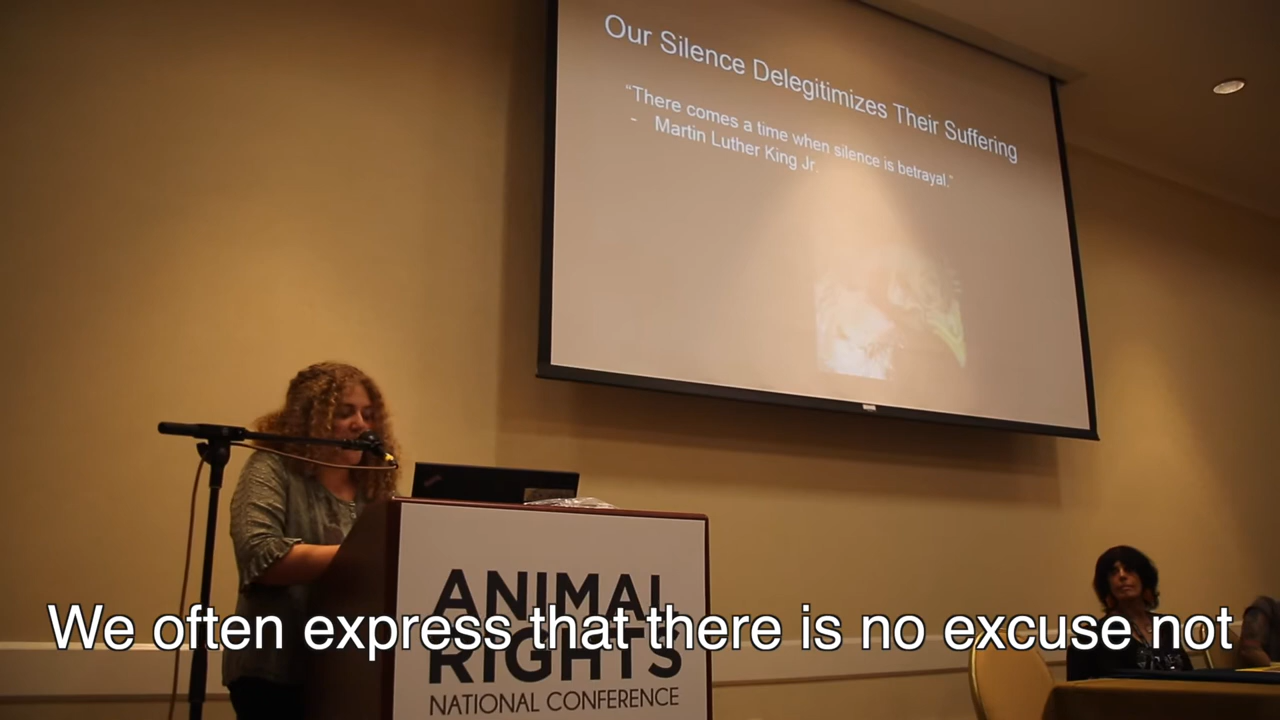 Our Silence Delegitimizes Their Suffering
“There comes a time when silence is betrayal.”
- Martin Luther King Jr.
ANIMAL
RIGHTS
NATIONAL CONFERENCE
We often express that there is no excuse not